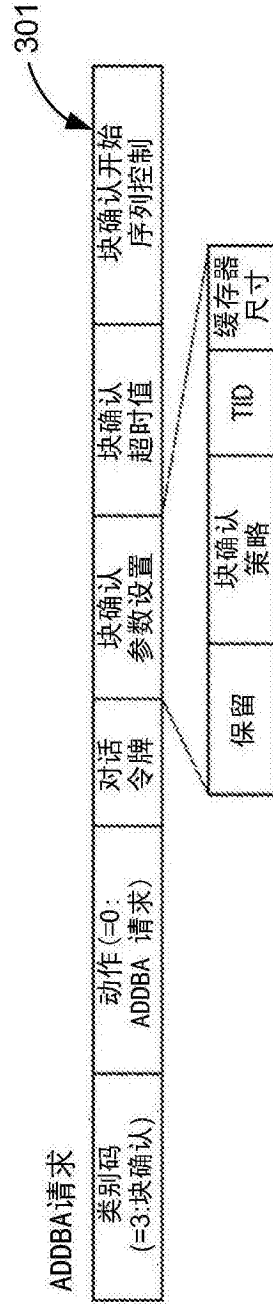 ADDBA请求
301
类别码
(=3:块确认)
动作(=0:
ADDBA 请求)
对话
令牌
块确认
参数设置
块确认
超时值
块确认开始
序列控制
保留
块确认
策略
TID
缓存器
尺寸